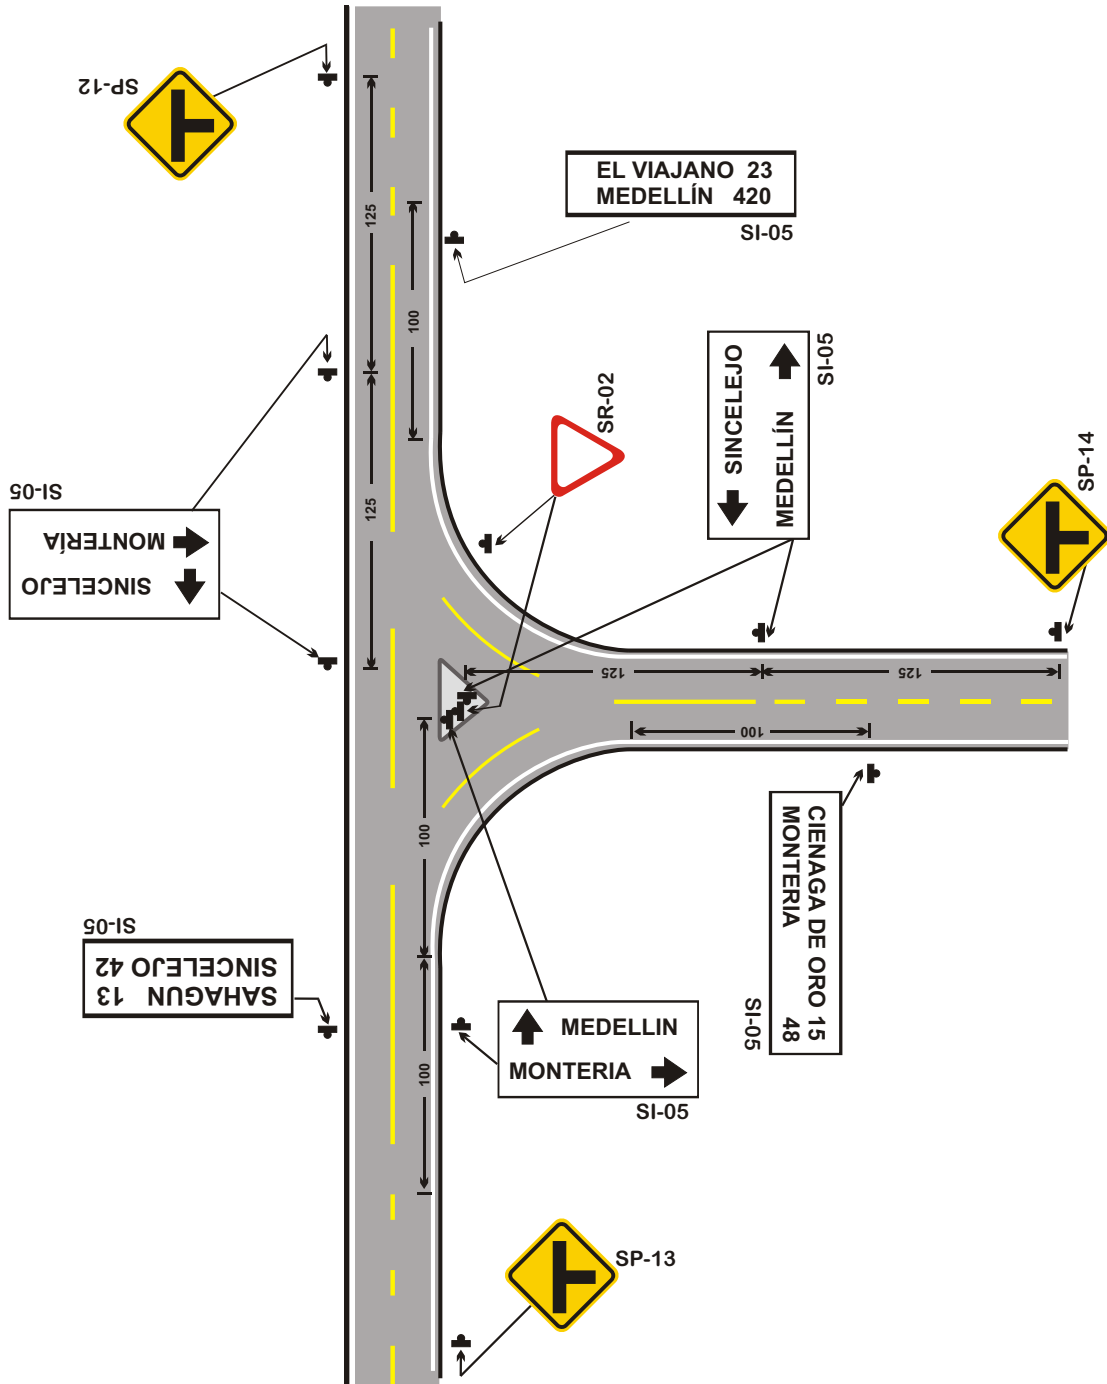 SP-12
EL VIAJANO 23
MEDELLÍN 420
SI-05
125
100
SINCELEJO
MEDELLÍN
SI-05
SR-02
SP-14
SI-05
MONTERÍA
SINCELEJO
125
125
125
100
100
CIENAGA DE ORO 15
MONTERIA 48
SI-05
SI-05
SAHAGUN 13
SINCELEJO 42
MEDELLIN
MONTERIA
SI-05
100
SP-13